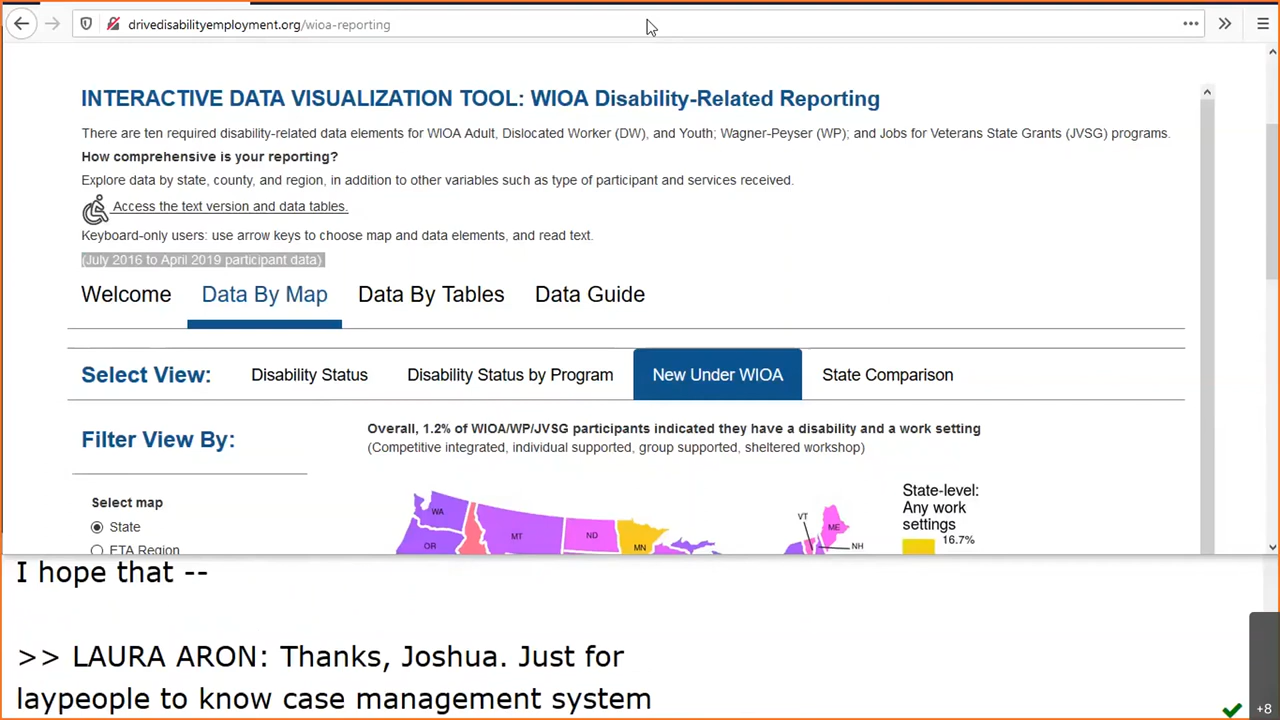 drivedisabilityemployment.org/wioa-reporting
INTERACTIVE DATA VISUALIZATION TOOL: WIOA Disability-Related Reporting
There are ten required disability-related data elements for WIOA Adult, Dislocated Worker (DW), and Youth; Wagner-Peyser (WP); and Jobs for Veterans State Grants (JVSG) programs.
How comprehensive is your reporting?
Explore data by state, county, and region, in addition to other variables such as type of participant and services received.
Access the text version and data tables.
Keyboard-only users: use arrow keys to choose map and data elements, and read text.
(July 2016 to April 2019 participant data)
Welcome Data By Map Data By Tables Data Guide
Select View: Disability Status Disability Status by Program New Under WIOA State Comparison
Filter View By:
Overall, 1.2% of WIOA/WP/JVSG participants indicated they have a disability and a work setting
(Competitive integrated, individual supported, group supported, sheltered workshop)
Select map
State
ETA Region
WA
OR
MT
ND
MN
VT
ME
NH
State-level:
Any work
settings
16.7%
I hope that --
>> LAURA ARON: Thanks, Joshua. Just for
laypeople to know case management system
+8